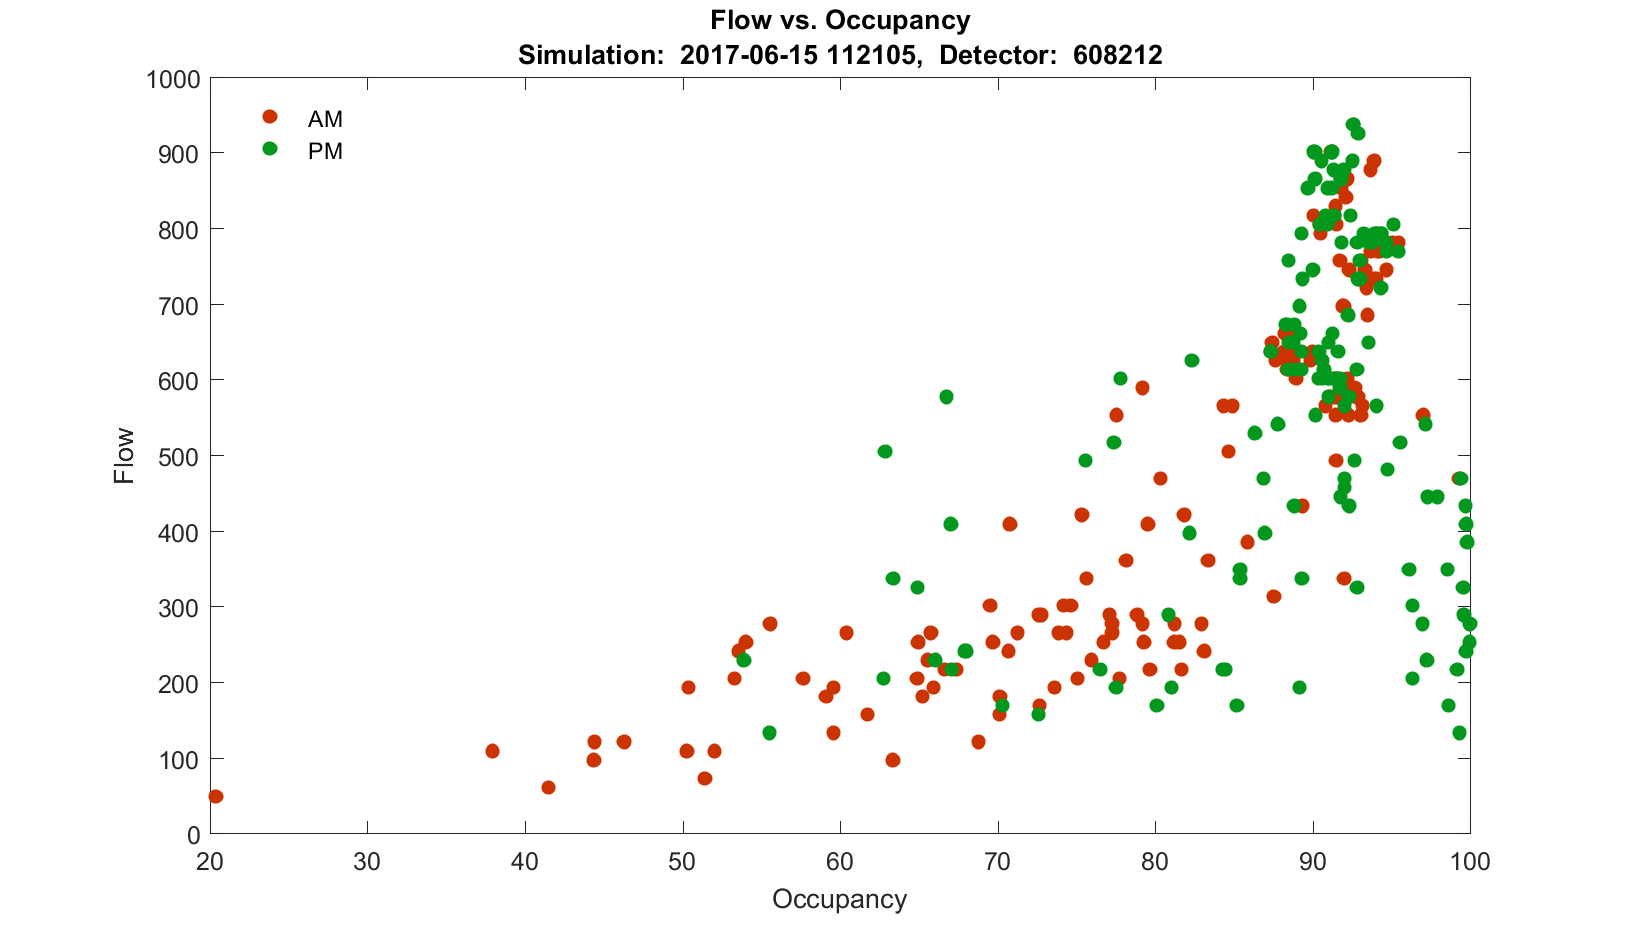 Flow vs. Occupancy
Simulation:  2017-06-15 112105,  Detector:  608212
1000
900
800
700
600
500
400
300
200
100
0
AM
PM
Flow
20 30 40 50 60 70 80 90 100
Occupancy